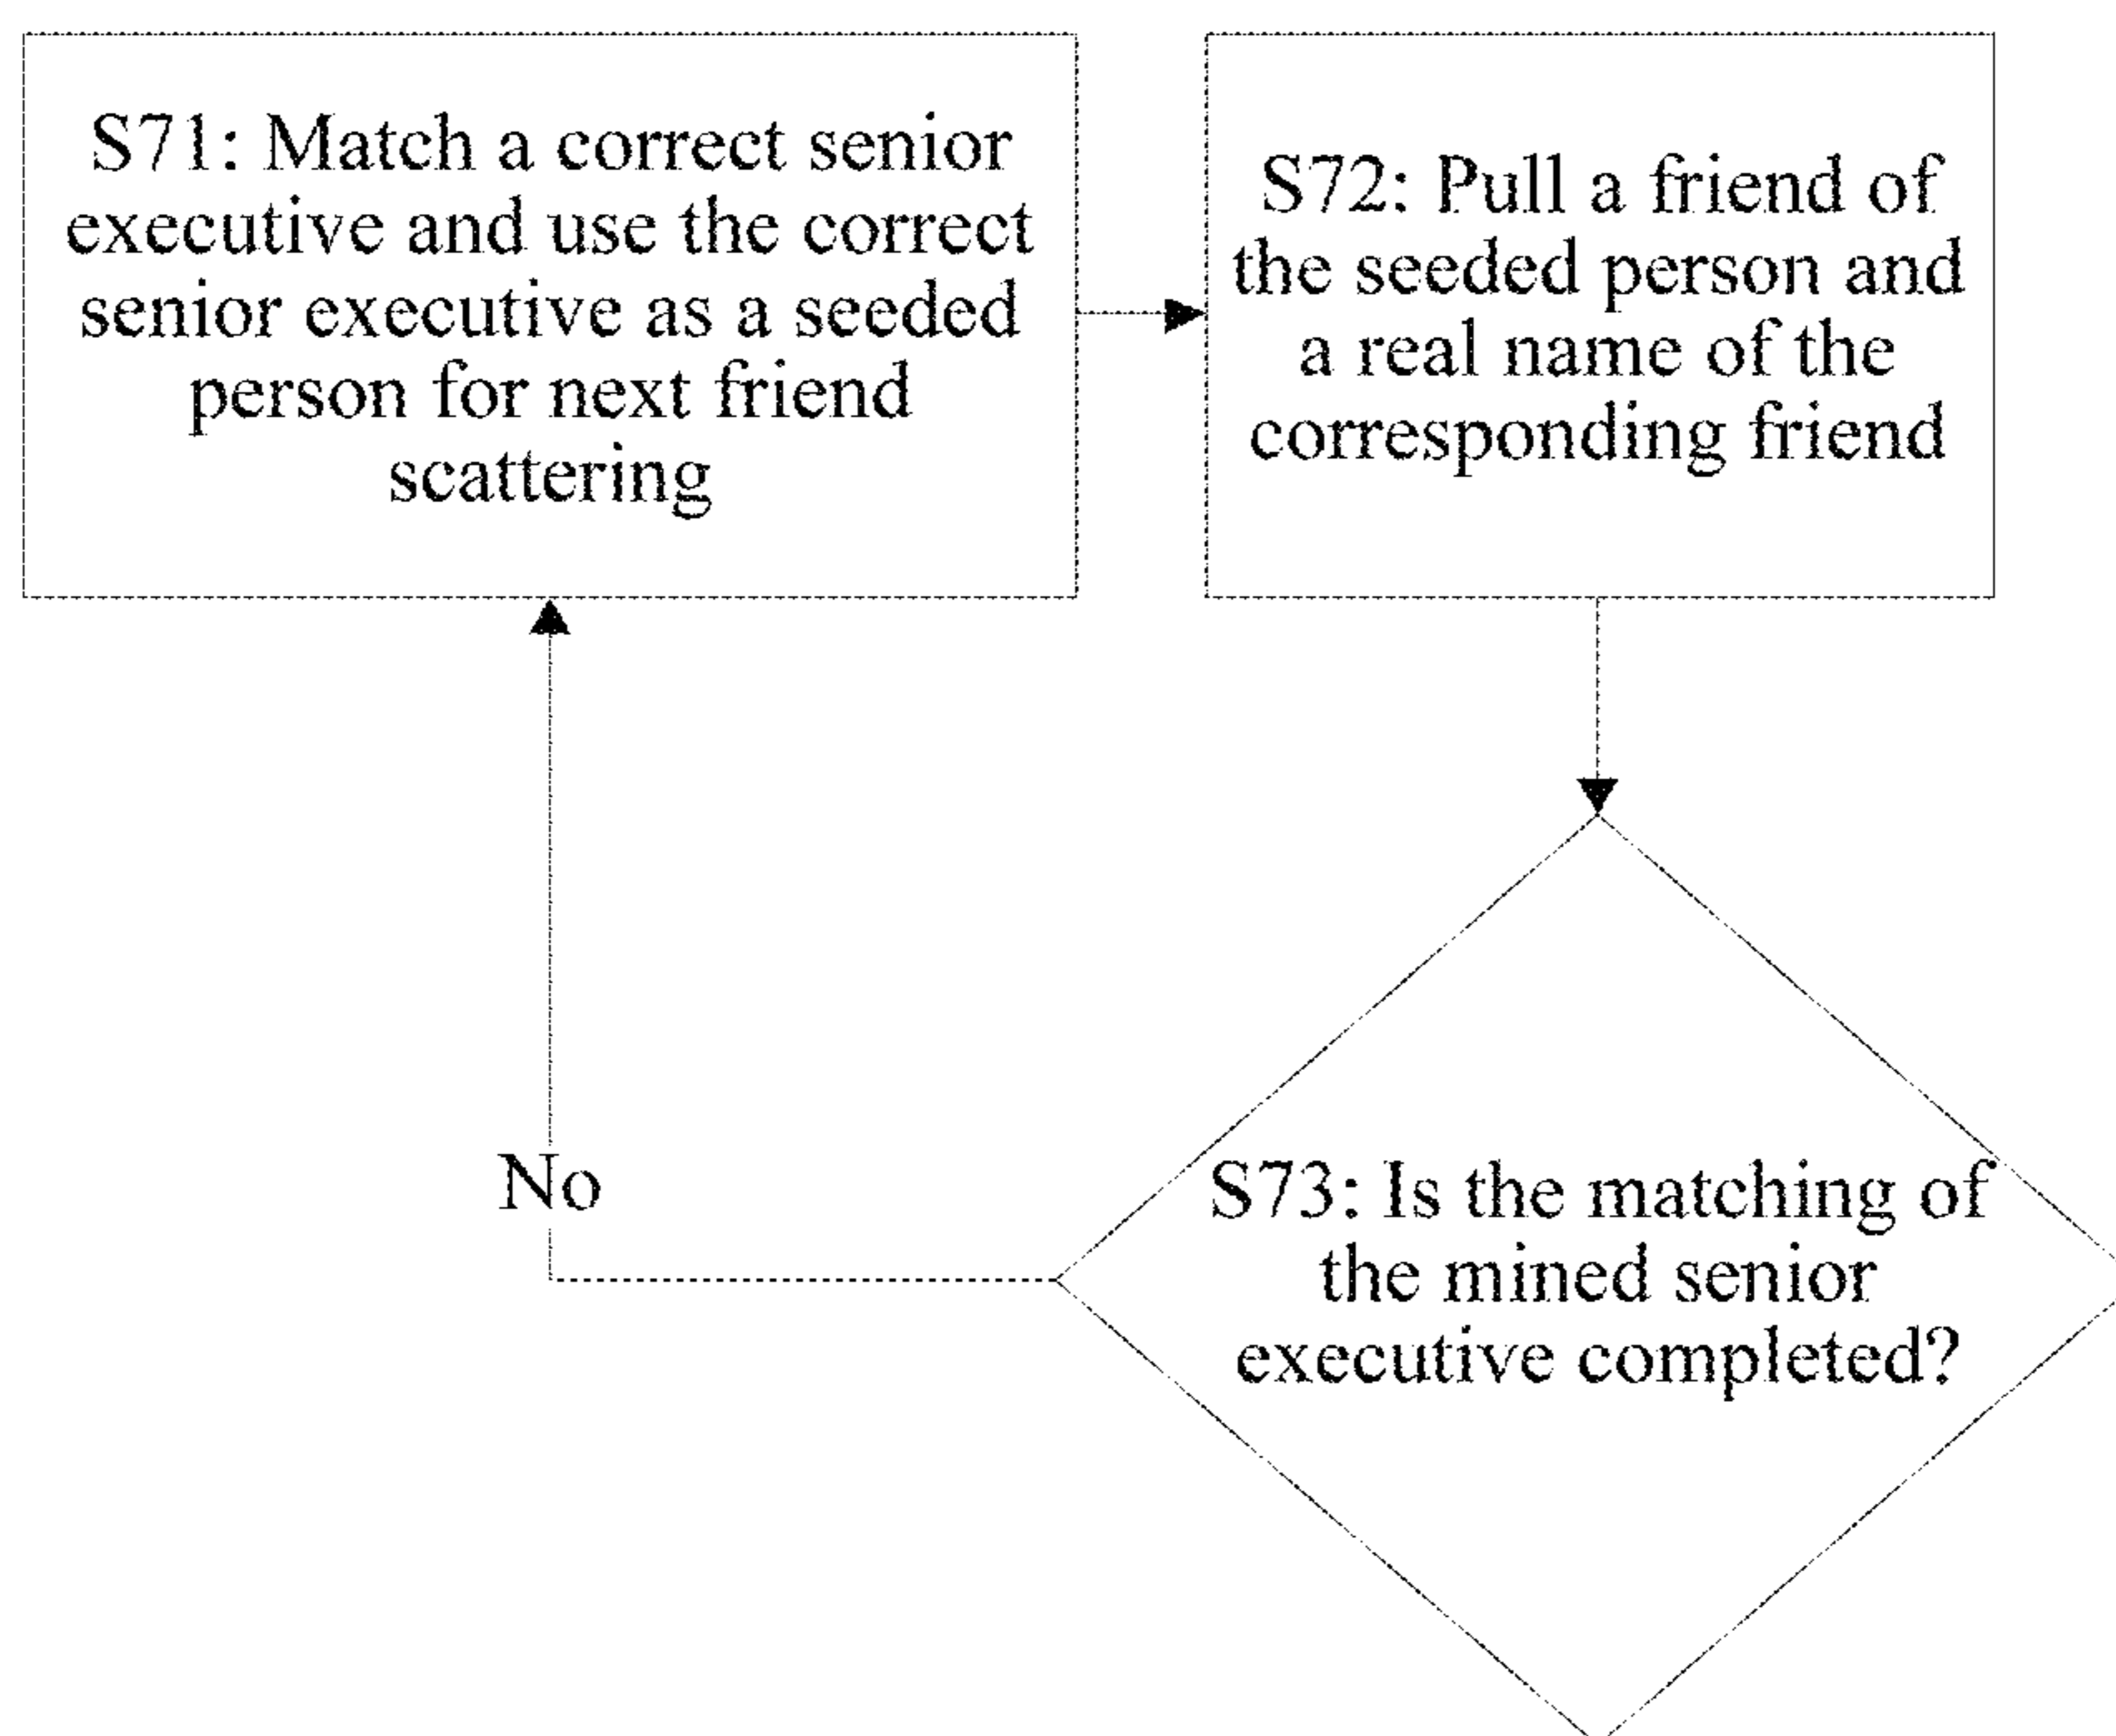 S71: Match a correct senior
executive and use the correct
senior executive as a seeded
person for next friend
scattering
S72: Pull a friend of
the seeded person and
a real name of the
corresponding friend
No
S73: Is the matching of
the mined senior
executive completed?